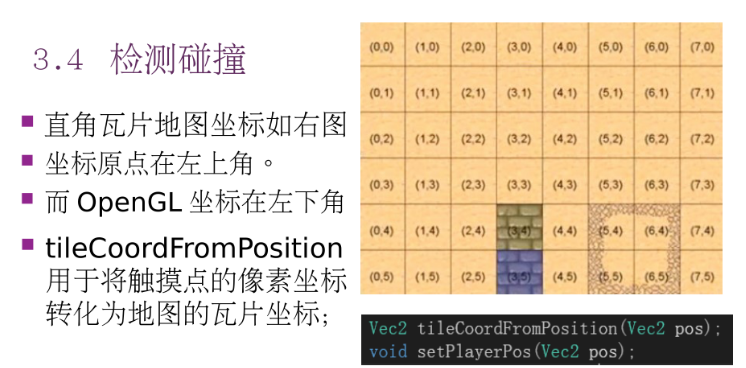 3.4 检测碰撞
直角瓦片地图坐标如右图
坐标原点在左上角。
而 OpenGL 坐标在左下角
tileCoordFromPosition
用于将触摸点的像素坐标
转化为地图的瓦片坐标;
(0,0) (1,0) (2,0) (3,0) (4,0) (5,0) (6,0) (7,0)
(0,1) (1,1) (2,1) (3,1) (4,1) (5,1) (6,1) (7,1)
(0,2) (1,2) (2,2) (3,2) (4,2) (5,2) (6,2) (7,2)
(0,3) (1,3) (2,3) (3,3) (4,3) (5,3) (6,3) (7,3)
(0,4) (1,4) (2,4) (3,4) (4,4) (5,4) (6,4) (7,4)
(0,5) (1,5) (2,5) (3,5) (4,5) (5,5) (6,5) (7,5)
Vec2 tileCoordFromPosition(Vec2 pos);
void setPlayerPos(Vec2 pos);